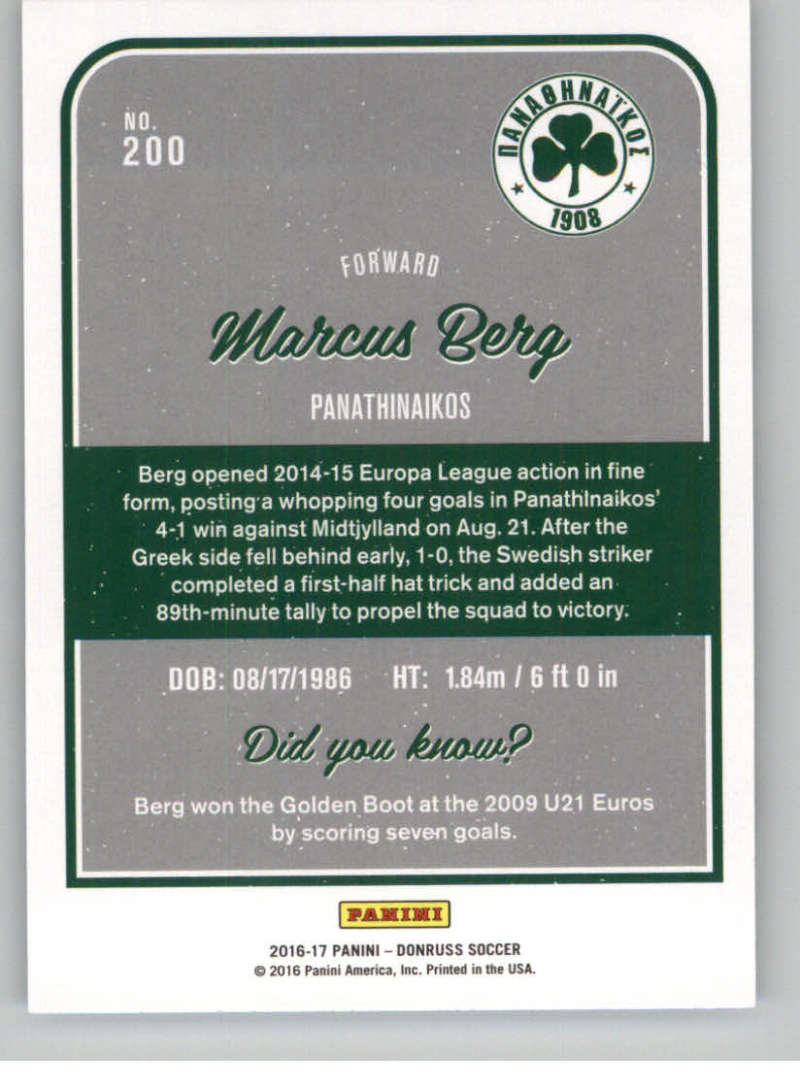 NO.
200
ΠΑΝΑΘΗΝΑΪΚΟΣ
1908
FORWARD
Marcus Berg
PANATHINAIKOS
Berg opened 2014-15 Europa League action in fine
form, posting a whopping four goals in Panathlnaikos'
4-1 win against Midtjylland on Aug. 21. After the
Greek side fell behind early, 1-0, the Swedish striker
completed a first-half hat trick and added an
89th-minute tally to propel the squad to victory.
DOB: 08/17/1986 HT: 1.84m / 6 ft 0 in
Did you know?
Berg won the Golden Boot at the 2009 U21 Euros
by scoring seven goals.
PANINI
2016-17 PANINI – DONRUSS SOCCER
© 2016 Panini America, Inc. Printed in the USA.